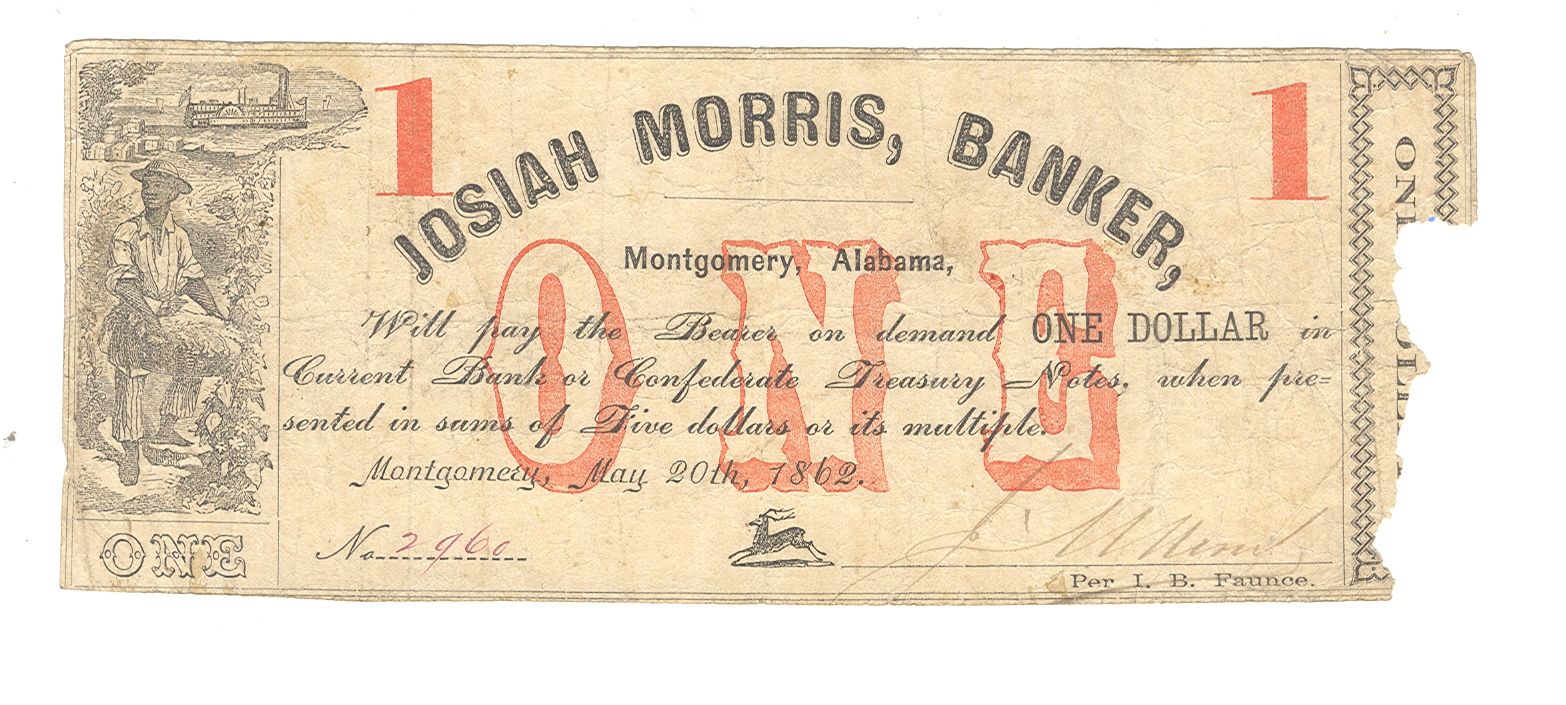 1 1
JOSIAH MORRIS, BANKER,
Montgomery, Alabama,
ONE
Will pay the Bearer on demand ONE DOLLAR in
Current Bank or Confederate Treasury Notes, when pre=
sented in sums of Five dollars or its multiple.
Montgomery, May 20th, 1862.
No. 2960
Per I. B. Faunce.
ONE
ONE